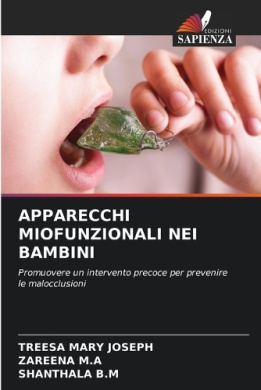 EDIZIONI
SAPIENZA
APPARECCHI
MIOFUNZIONALI NEI
BAMBINI
Promuovere un intervento precoce per prevenire
le malocclusioni
TREESA MARY JOSEPH
ZAREENA M.A
SHANTHALA B.M